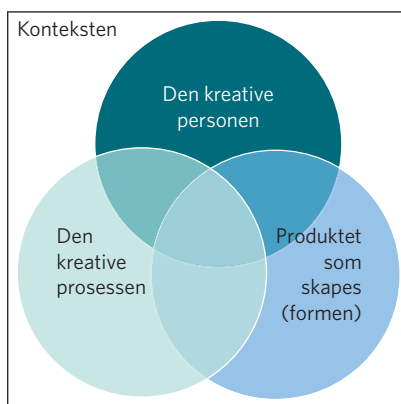 Konteksten
Den kreative
personen
Den
kreative
prosessen
Produktet
som
skapes
(formen)